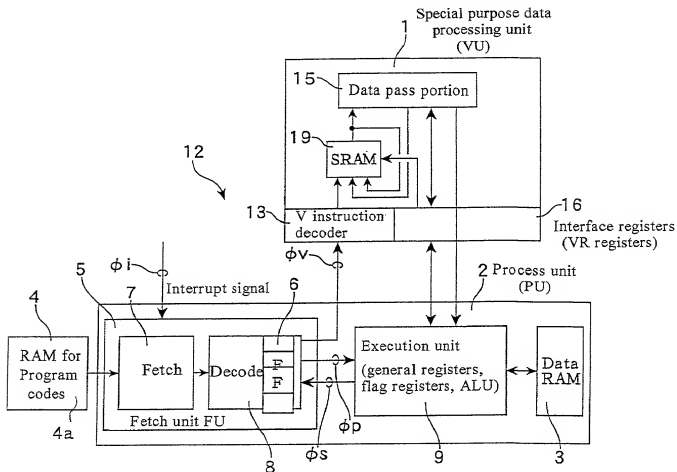 Special purpose data
processing unit
(VU)
1
15
Data pass portion
19
SRAM
12
13
V instruction
decoder
16
Interface registers
(VR registers)
ϕi
Interrupt signal
ϕv
2
Process unit
(PU)
5
7
6
4
RAM for
Program
codes
4a
Fetch
Decode
F
F
Fetch unit FU
8
ϕs
ϕp
Execution unit
(general registers,
flag registers, ALU)
9
Data
RAM
3